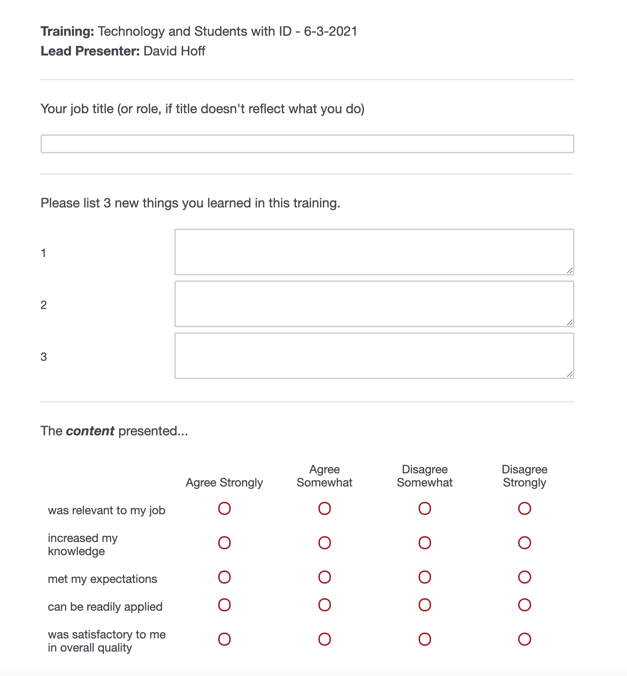 Training: Technology and Students with ID - 6-3-2021
Lead Presenter: David Hoff
Your job title (or role, if title doesn't reflect what you do)
Please list 3 new things you learned in this training.
1
2
3
The content presented...
Agree Strongly
Agree
Somewhat
Disagree
Somewhat
Disagree
Strongly
was relevant to my job
increased my
knowledge
met my expectations
can be readily applied
was satisfactory to me
in overall quality